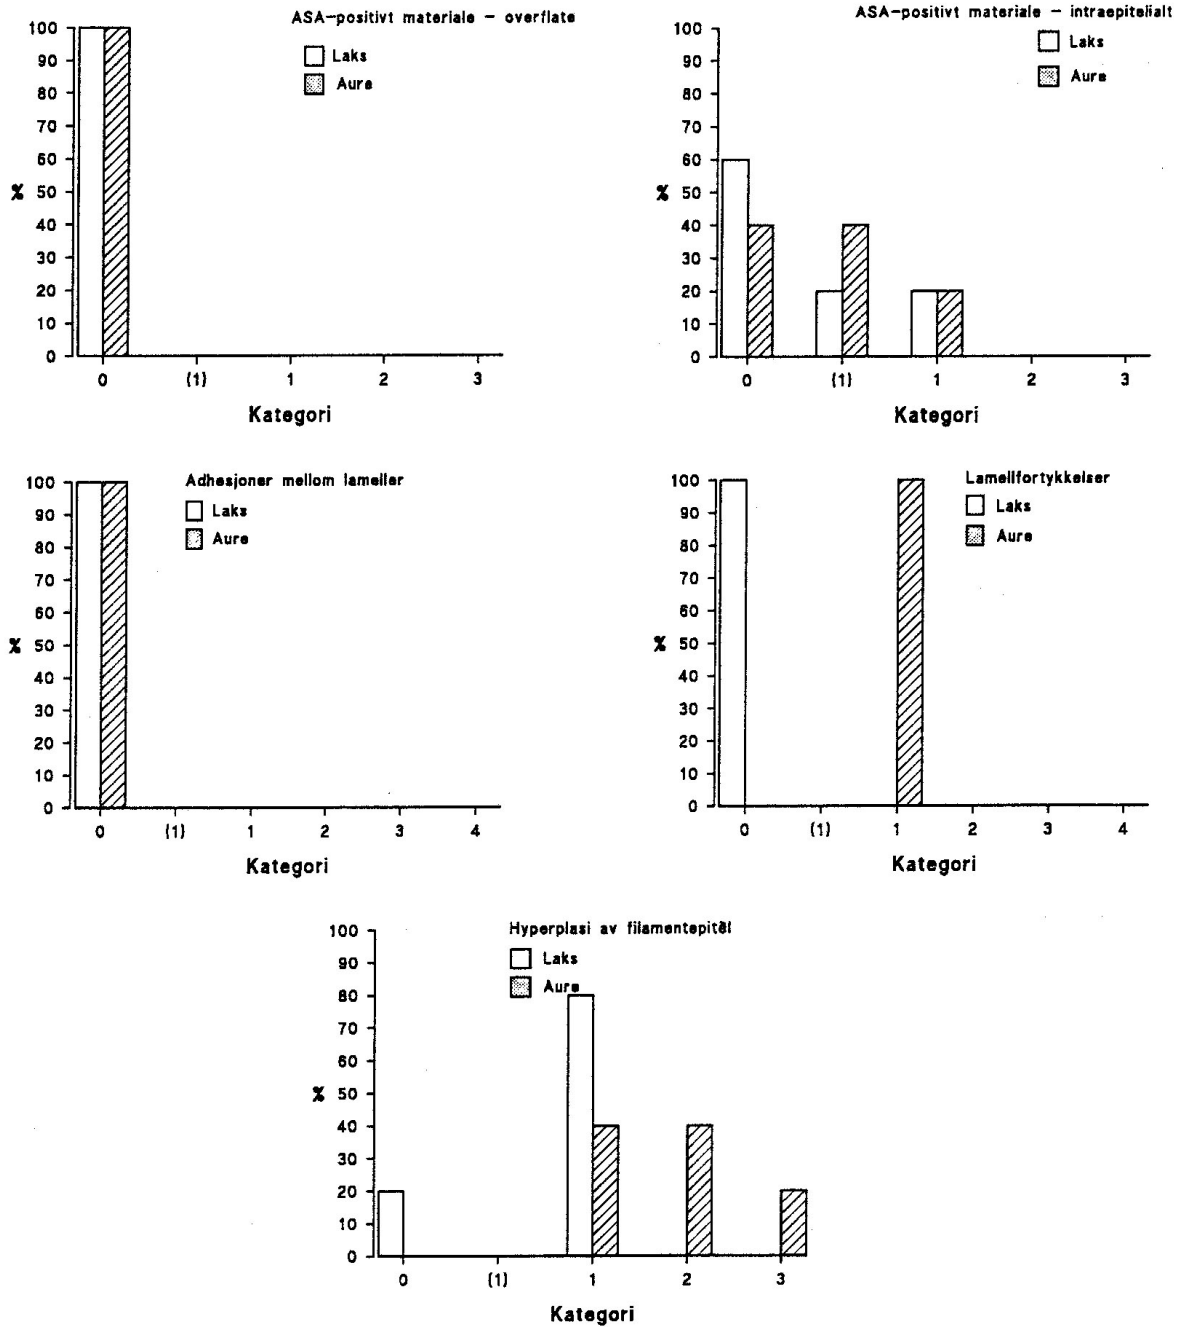 ASA-positivt materiale - overflate
Laks
Aure
100
90
80
70
60
50
40
30
20
10
0
%
0 (1) 1 2 3
Kategori
ASA-positivt materiale - intraepitelialt
Laks
Aure
100
90
80
70
60
50
40
30
20
10
0
%
0 (1) 1 2 3
Kategori
Adhesjoner mellom lameller
Laks
Aure
100
90
80
70
60
50
40
30
20
10
0
%
0 (1) 1 2 3 4
Kategori
Lamellfortykkelser
Laks
Aure
100
90
80
70
60
50
40
30
20
10
0
%
0 (1) 1 2 3 4
Kategori
Hyperplasi av filamentepitél
Laks
Aure
100
90
80
70
60
50
40
30
20
10
0
%
0 (1) 1 2 3
Kategori